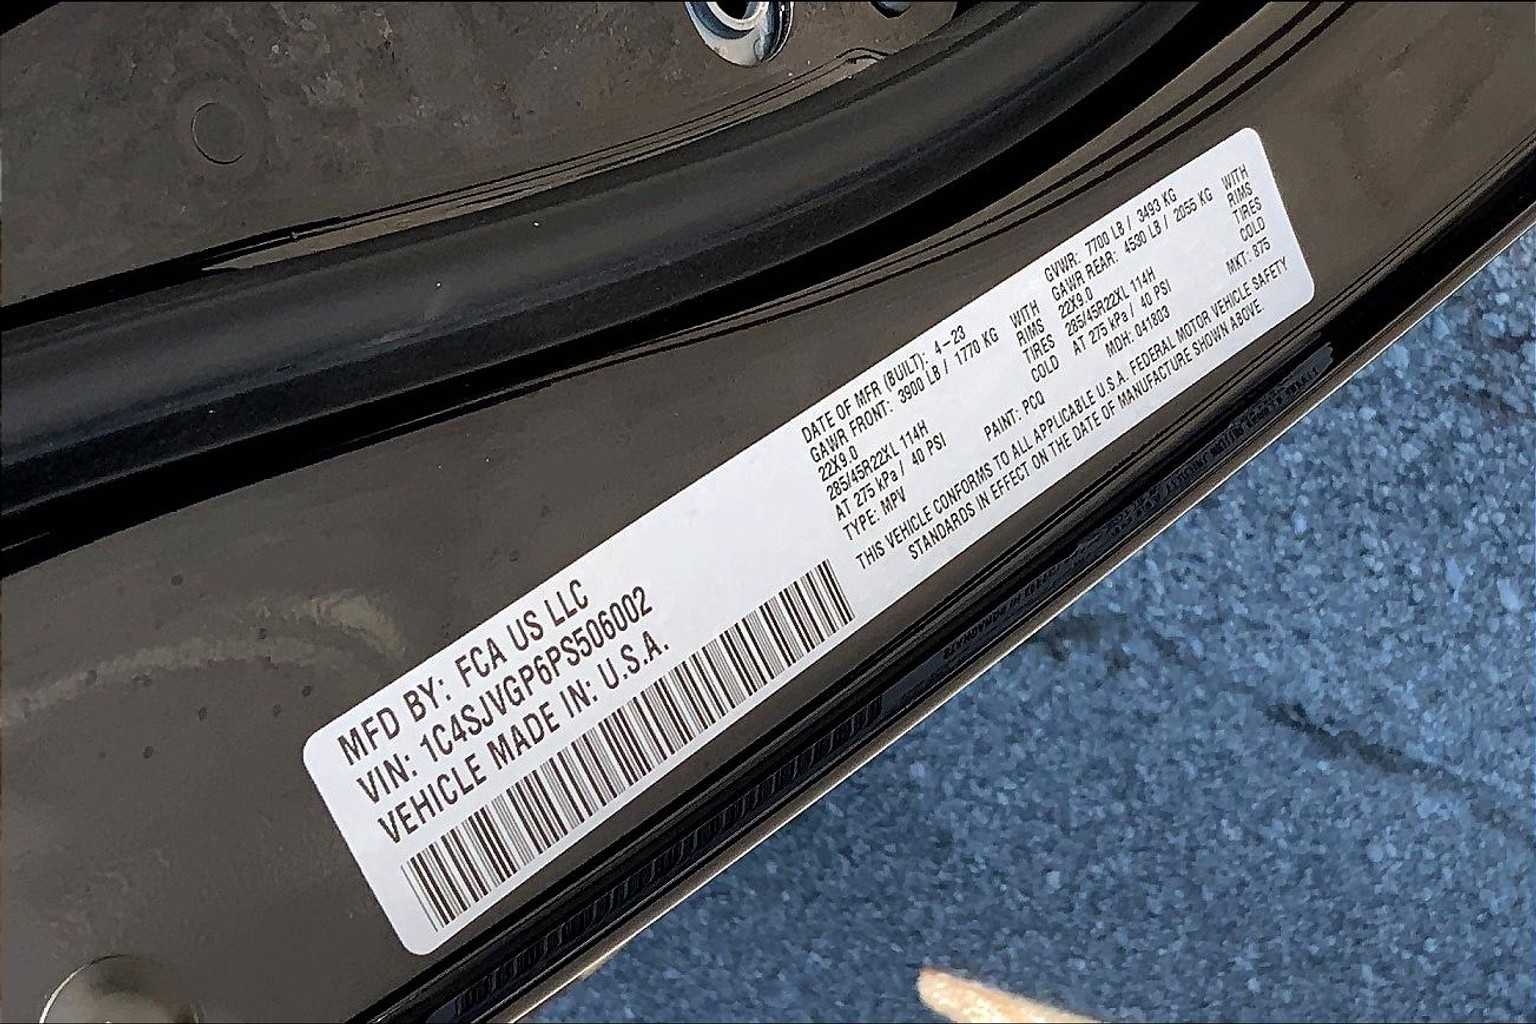 MFD BY: FCA US LLC
VIN: 1C4SJVGP6PS506002
VEHICLE MADE IN: U.S.A.
DATE OF MFR (BUILT): 4-23 GVWR: 7700 LB / 3493 KG
GAWR FRONT: 3900 LB / 1770 KG WITH GAWR REAR: 4530 LB / 2055 KG WITH
22X9.0 RIMS 22X9.0 RIMS
285/45R22XL 114H TIRES 285/45R22XL 114H TIRES
AT 275 kPa / 40 PSI COLD AT 275 kPa / 40 PSI COLD
TYPE: MPV PAINT: PCQ MDH: 041803 MKT: 875
THIS VEHICLE CONFORMS TO ALL APPLICABLE U.S.A. FEDERAL MOTOR VEHICLE SAFETY
STANDARDS IN EFFECT ON THE DATE OF MANUFACTURE SHOWN ABOVE.